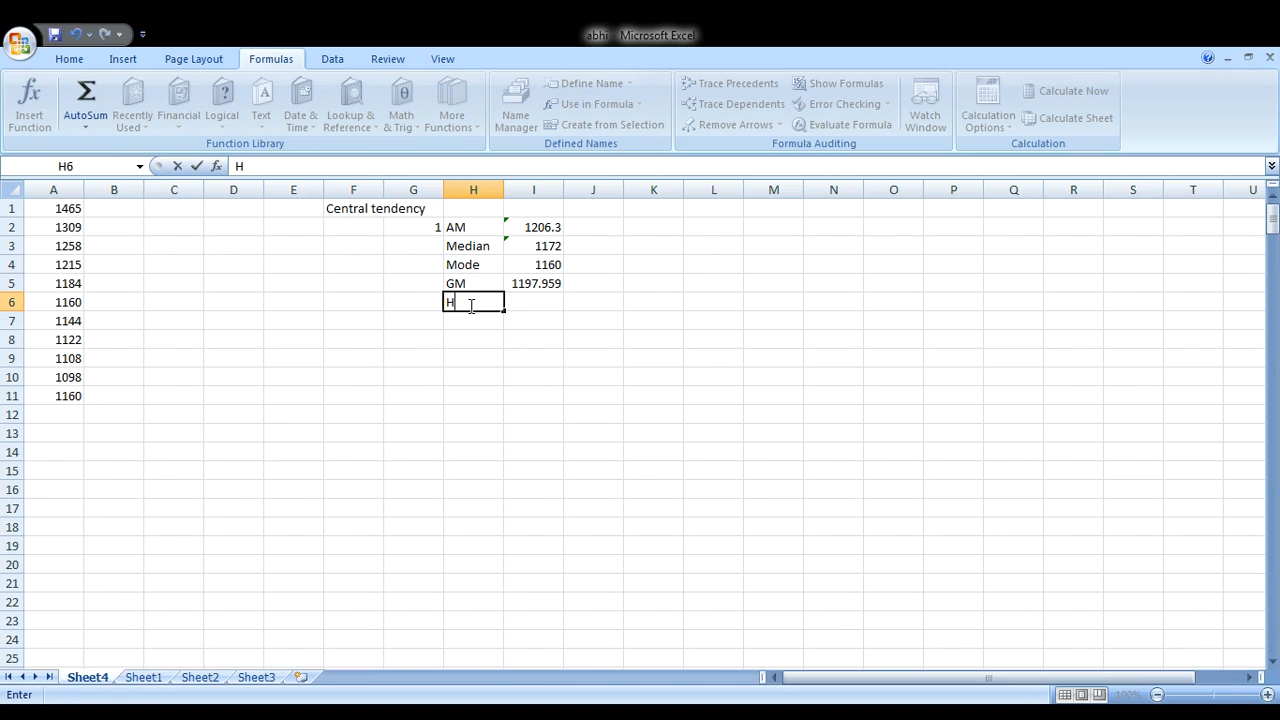 abhi - Microsoft Excel
Home Insert Page Layout Formulas Data Review View
Insert Function
AutoSum
Recently Used
Financial
Logical
Text
Date & Time
Lookup & Reference
Math & Trig
More Functions
Function Library
Name Manager
Define Name
Use in Formula
Create from Selection
Defined Names
Trace Precedents
Trace Dependents
Remove Arrows
Show Formulas
Error Checking
Evaluate Formula
Formula Auditing
Watch Window
Calculation Options
Calculate Now
Calculate Sheet
Calculation
H6 fx H
A B C D E F G H I J K L M N O P Q R S T U
1 1465 Central tendency
2 1309 1 AM 1206.3
3 1258 Median 1172
4 1215 Mode 1160
5 1184 GM 1197.959
6 1160 H
7 1144
8 1122
9 1108
10 1098
11 1160
12
13
14
15
16
17
18
19
20
21
22
23
24
25
Sheet4 Sheet1 Sheet2 Sheet3
Enter 100%